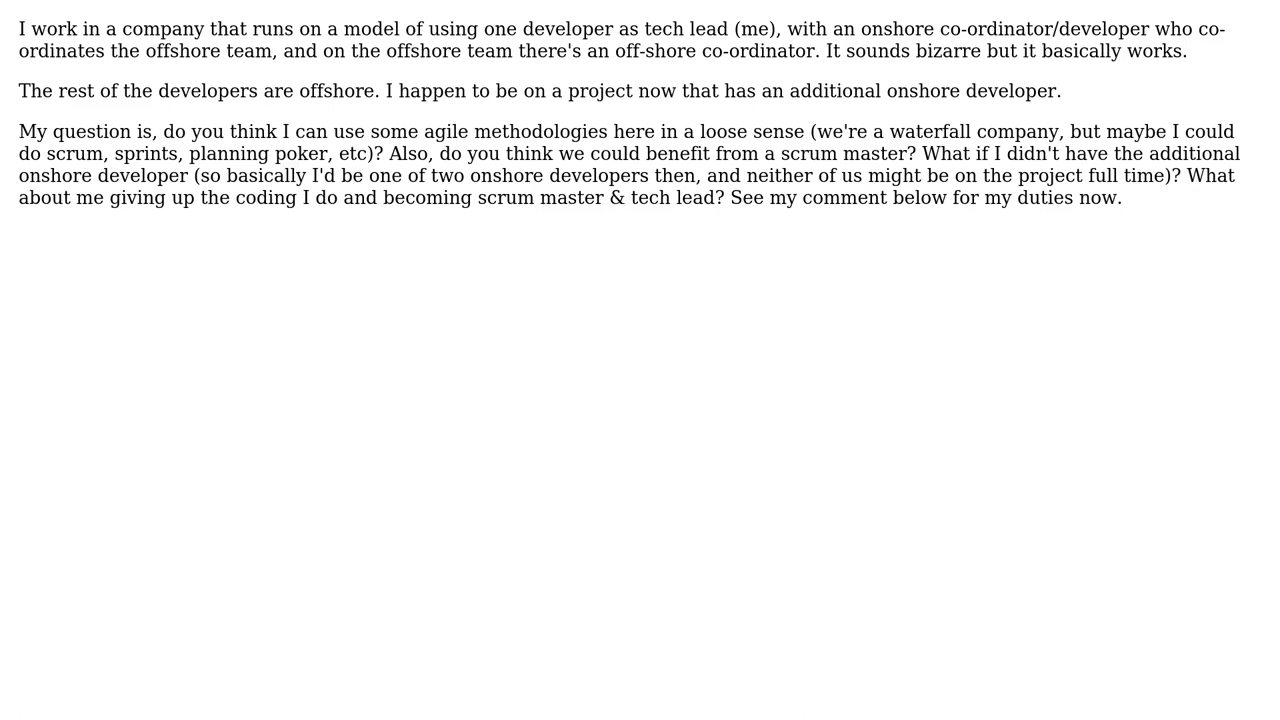 I work in a company that runs on a model of using one developer as tech lead (me), with an onshore co-ordinator/developer who co-
ordinates the offshore team, and on the offshore team there's an off-shore co-ordinator. It sounds bizarre but it basically works.
The rest of the developers are offshore. I happen to be on a project now that has an additional onshore developer.
My question is, do you think I can use some agile methodologies here in a loose sense (we're a waterfall company, but maybe I could
do scrum, sprints, planning poker, etc)? Also, do you think we could benefit from a scrum master? What if I didn't have the additional
onshore developer (so basically I'd be one of two onshore developers then, and neither of us might be on the project full time)? What
about me giving up the coding I do and becoming scrum master & tech lead? See my comment below for my duties now.